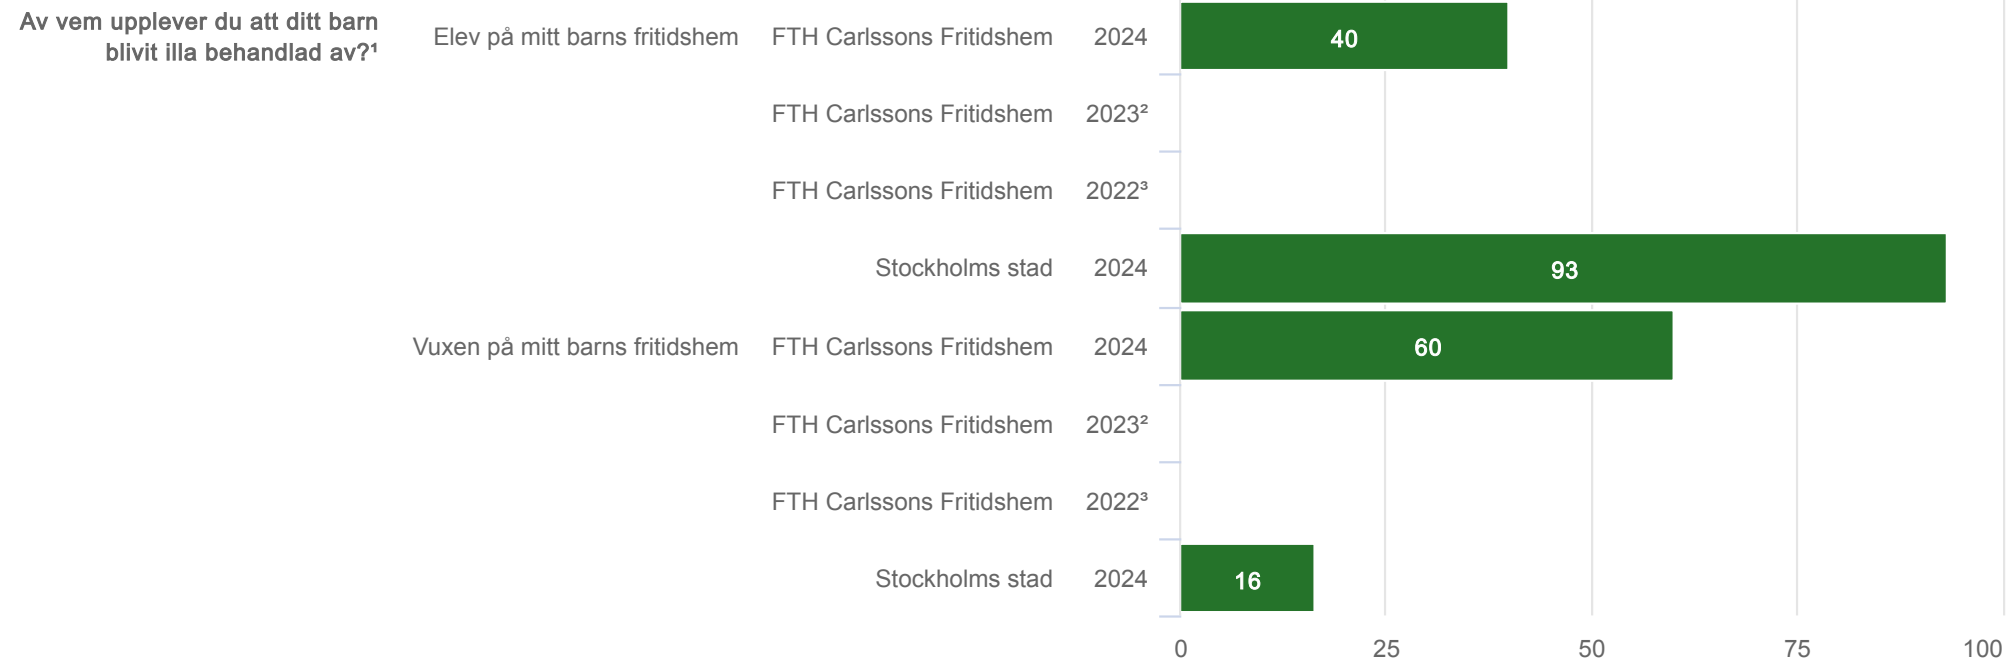 Av vem upplever du att ditt barn
blivit illa behandlad av?¹
Elev på mitt barns fritidshem FTH Carlssons Fritidshem 2024 40
FTH Carlssons Fritidshem 2023²
FTH Carlssons Fritidshem 2022³
Stockholms stad 2024 93
Vuxen på mitt barns fritidshem FTH Carlssons Fritidshem 2024 60
FTH Carlssons Fritidshem 2023²
FTH Carlssons Fritidshem 2022³
Stockholms stad 2024 16
0 25 50 75 100